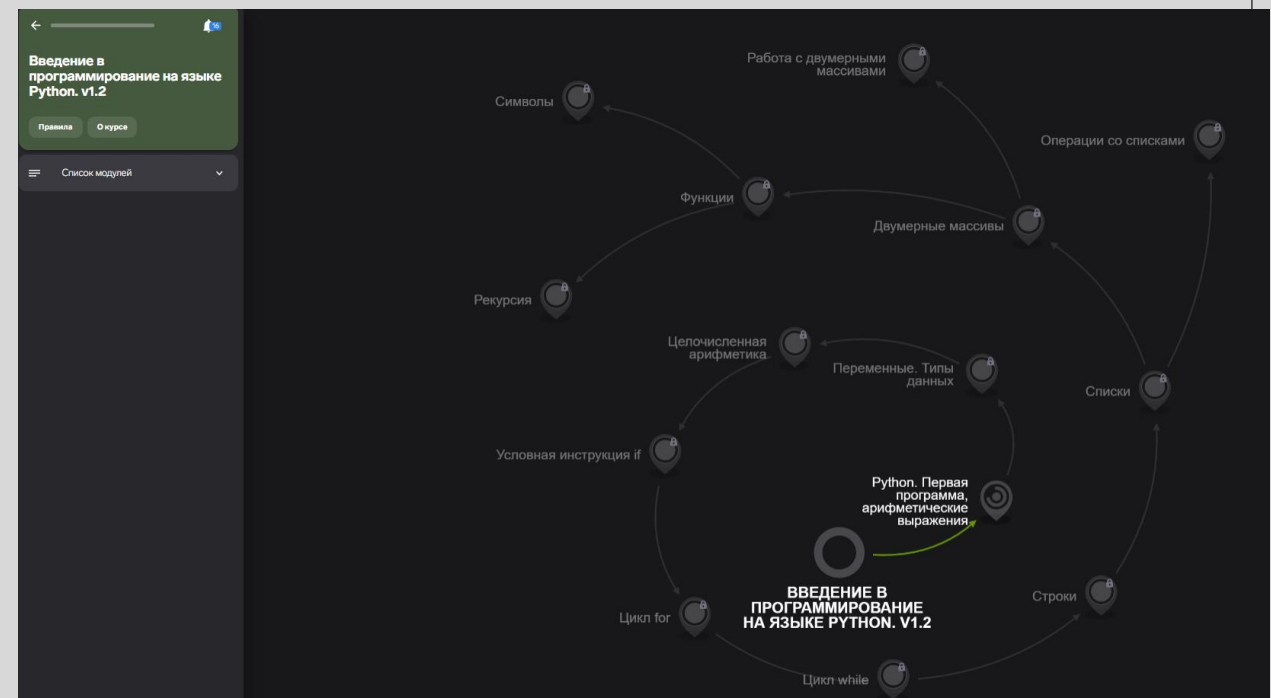 16
Введение в
программирование на языке
Python. v1.2
Правила
О курсе
Список модулей
Работа с двумерными
массивами
Символы
Операции со списками
Функции
Двумерные массивы
Рекурсия
Целочисленная
арифметика
Переменные. Типы
данных
Списки
Условная инструкция if
Python. Первая
программа,
арифметические
выражения
ВВЕДЕНИЕ В
ПРОГРАММИРОВАНИЕ
НА ЯЗЫКЕ PYTHON. V1.2
Строки
Цикл for
Цикл while